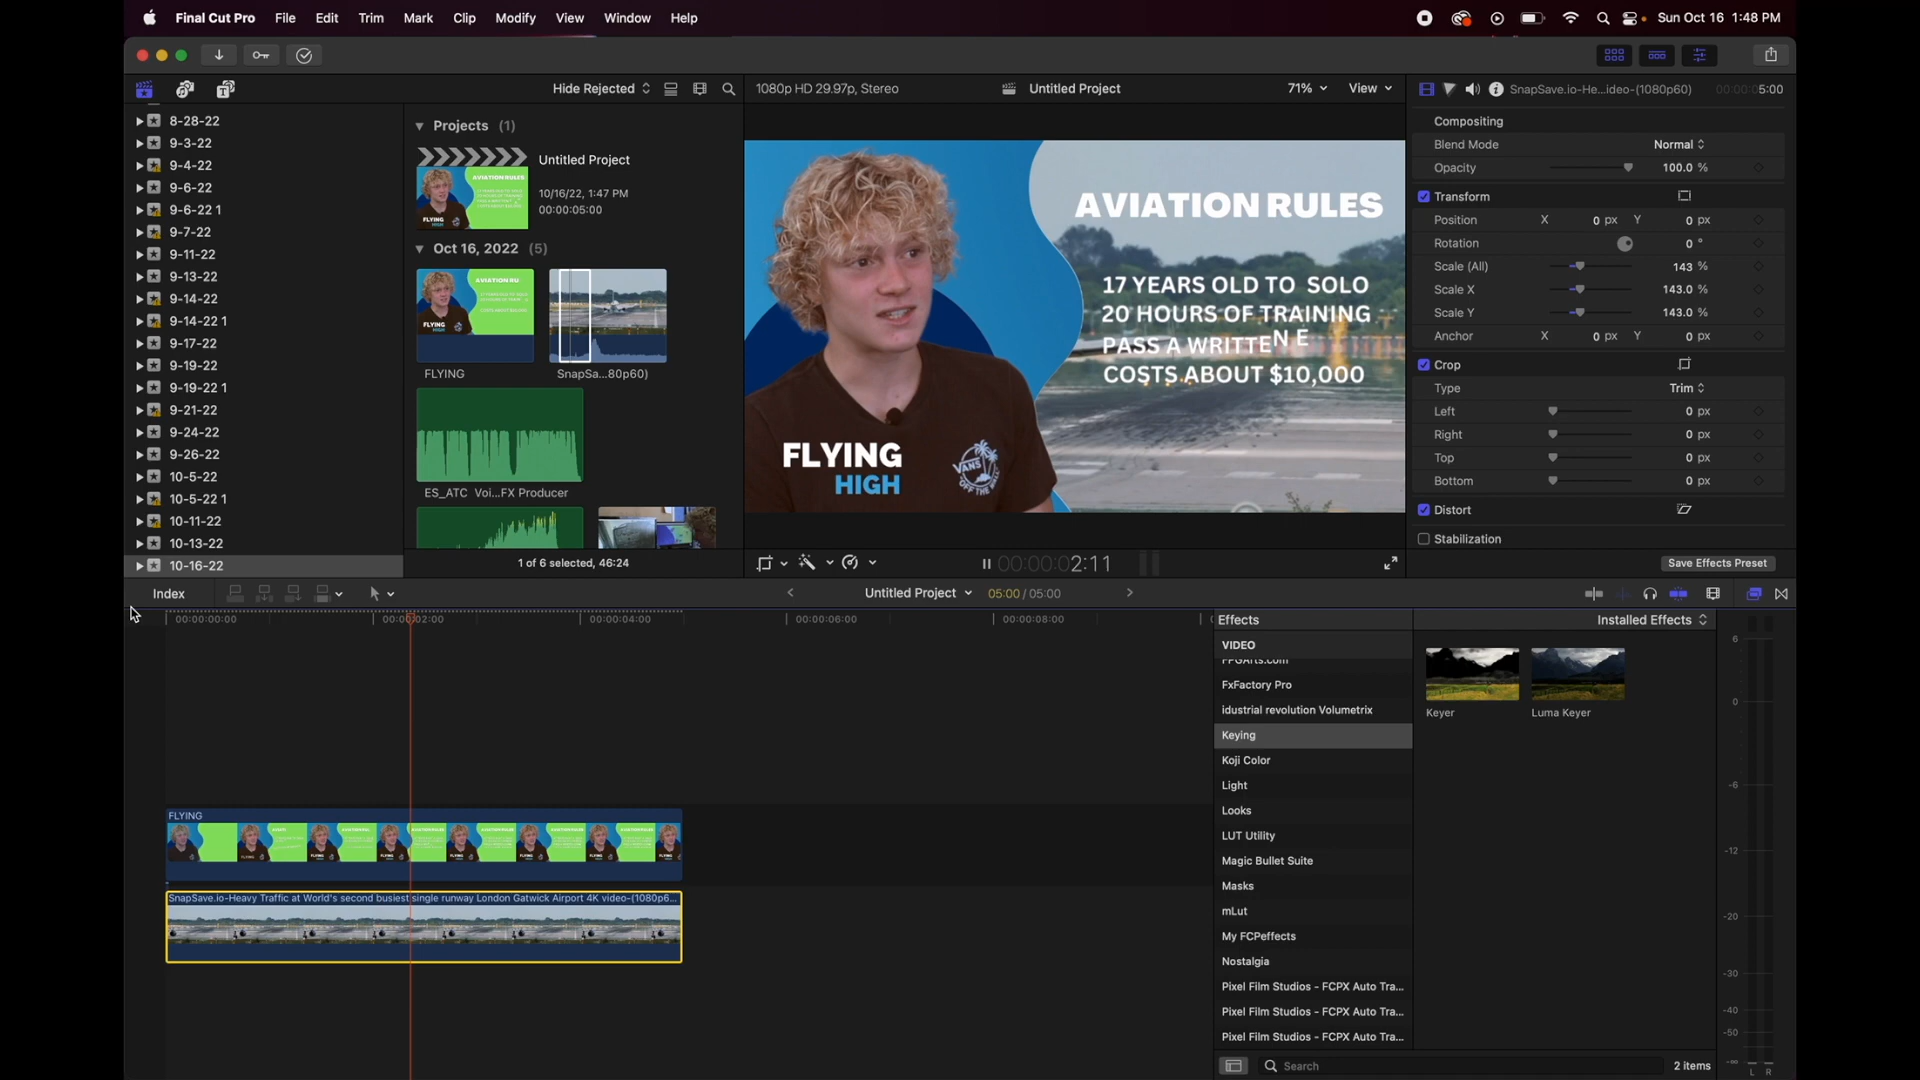 Final Cut Pro File Edit Trim Mark Clip Modify View Window Help
Sun Oct 16 1:48 PM
Hide Rejected
1080p HD 29.97p, Stereo
Untitled Project
71%
View
SnapSave.io-He...ideo-(1080p60)
00:00:05:00
8-28-22
9-3-22
9-4-22
9-6-22
9-6-22 1
9-7-22
9-11-22
9-13-22
9-14-22
9-14-22 1
9-17-22
9-19-22
9-19-22 1
9-21-22
9-24-22
9-26-22
10-5-22
10-5-22 1
10-11-22
10-13-22
10-16-22
Projects (1)
Untitled Project
10/16/22, 1:47 PM
00:00:05:00
AVIATION RULES
FLYING
HIGH
Oct 16, 2022 (5)
AVIATION RU
FLYING
HIGH
FLYING
SnapSa...80p60)
ES_ATC Voi...FX Producer
1 of 6 selected, 46:24
AVIATION RULES
17 YEARS OLD TO SOLO
20 HOURS OF TRAINING
PASS A WRITTEN E
COSTS ABOUT $10,000
FLYING
HIGH
VANS
"OFF THE WALL"
00:00:02:11
Compositing
Blend Mode Normal
Opacity 100.0 %
Transform
Position X 0 px Y 0 px
Rotation 0 °
Scale (All) 143 %
Scale X 143.0 %
Scale Y 143.0 %
Anchor X 0 px Y 0 px
Crop
Type Trim
Left 0 px
Right 0 px
Top 0 px
Bottom 0 px
Distort
Stabilization
Save Effects Preset
Index
Untitled Project
05:00 / 05:00
00:00:00:00
00:00:02:00
00:00:04:00
00:00:06:00
00:00:08:00
FLYING
SnapSave.io-Heavy Traffic at World's second busiest single runway London Gatwick Airport 4K video-(1080p6...
Effects
Installed Effects
VIDEO
FxFactory Pro
idustrial revolution Volumetrix
Keying
Koji Color
Light
Looks
LUT Utility
Magic Bullet Suite
Masks
mLut
My FCPeffects
Nostalgia
Pixel Film Studios - FCPX Auto Tra...
Pixel Film Studios - FCPX Auto Tra...
Pixel Film Studios - FCPX Auto Tra...
Keyer
Luma Keyer
Search
2 items
6
0
-6
-12
-20
-30
-40
-50
-∞
L R